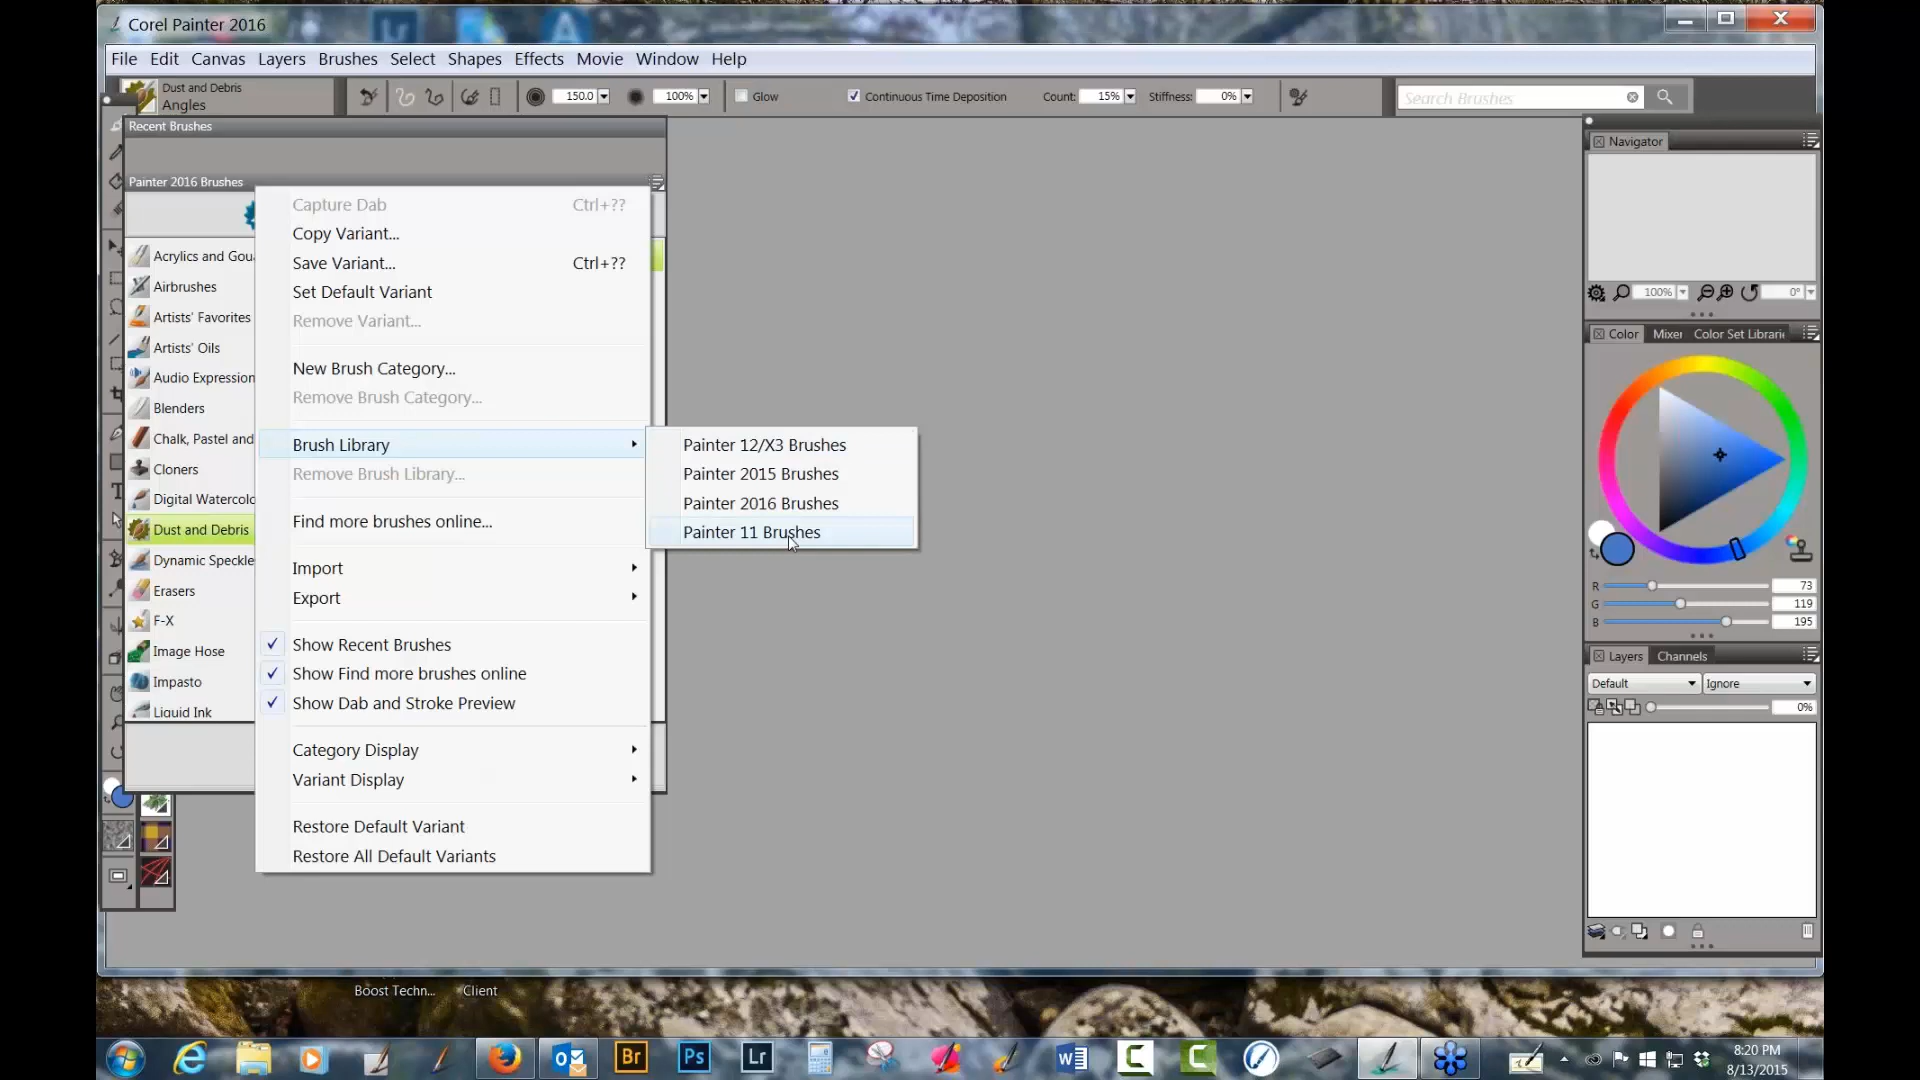 Corel Painter 2016
File Edit Canvas Layers Brushes Select Shapes Effects Movie Window Help
Dust and Debris
Angles
150.0
100%
Glow
Continuous Time Deposition
Count: 15%
Stiffness: 0%
Search Brushes
Recent Brushes
Painter 2016 Brushes
Acrylics and Goua
Airbrushes
Artists' Favorites
Artists' Oils
Audio Expression
Blenders
Chalk, Pastel and
Cloners
Digital Watercolo
Dust and Debris
Dynamic Speckle
Erasers
F-X
Image Hose
Impasto
Liquid Ink
Capture Dab Ctrl+??
Copy Variant...
Save Variant... Ctrl+??
Set Default Variant
Remove Variant...
New Brush Category...
Remove Brush Category...
Brush Library
Remove Brush Library...
Find more brushes online...
Import
Export
Show Recent Brushes
Show Find more brushes online
Show Dab and Stroke Preview
Category Display
Variant Display
Restore Default Variant
Restore All Default Variants
Painter 12/X3 Brushes
Painter 2015 Brushes
Painter 2016 Brushes
Painter 11 Brushes
Navigator
100% 0°
Color Mixer Color Set Librari
R 73
G 119
B 195
Layers Channels
Default Ignore
0%
Boost Techn... Client
Br Ps Lr
8:20 PM
8/13/2015